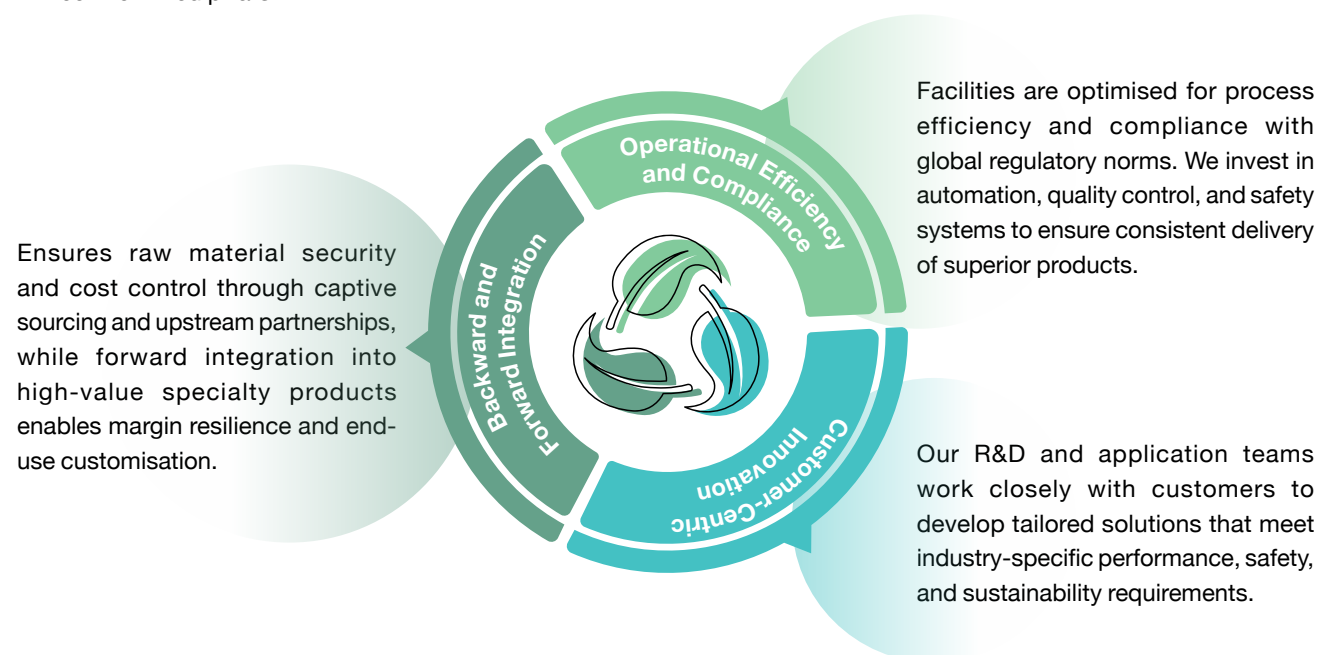 Ensures raw material security
and cost control through captive
sourcing and upstream partnerships,
while forward integration into
high-value specialty products
enables margin resilience and end-
use customisation.
Backward and
Forward Integration
Operational Efficiency
and Compliance
Facilities are optimised for process
efficiency and compliance with
global regulatory norms. We invest in
automation, quality control, and safety
systems to ensure consistent delivery
of superior products.
Customer-Centric
Innovation
Our R&D and application teams
work closely with customers to
develop tailored solutions that meet
industry-specific performance, safety,
and sustainability requirements.